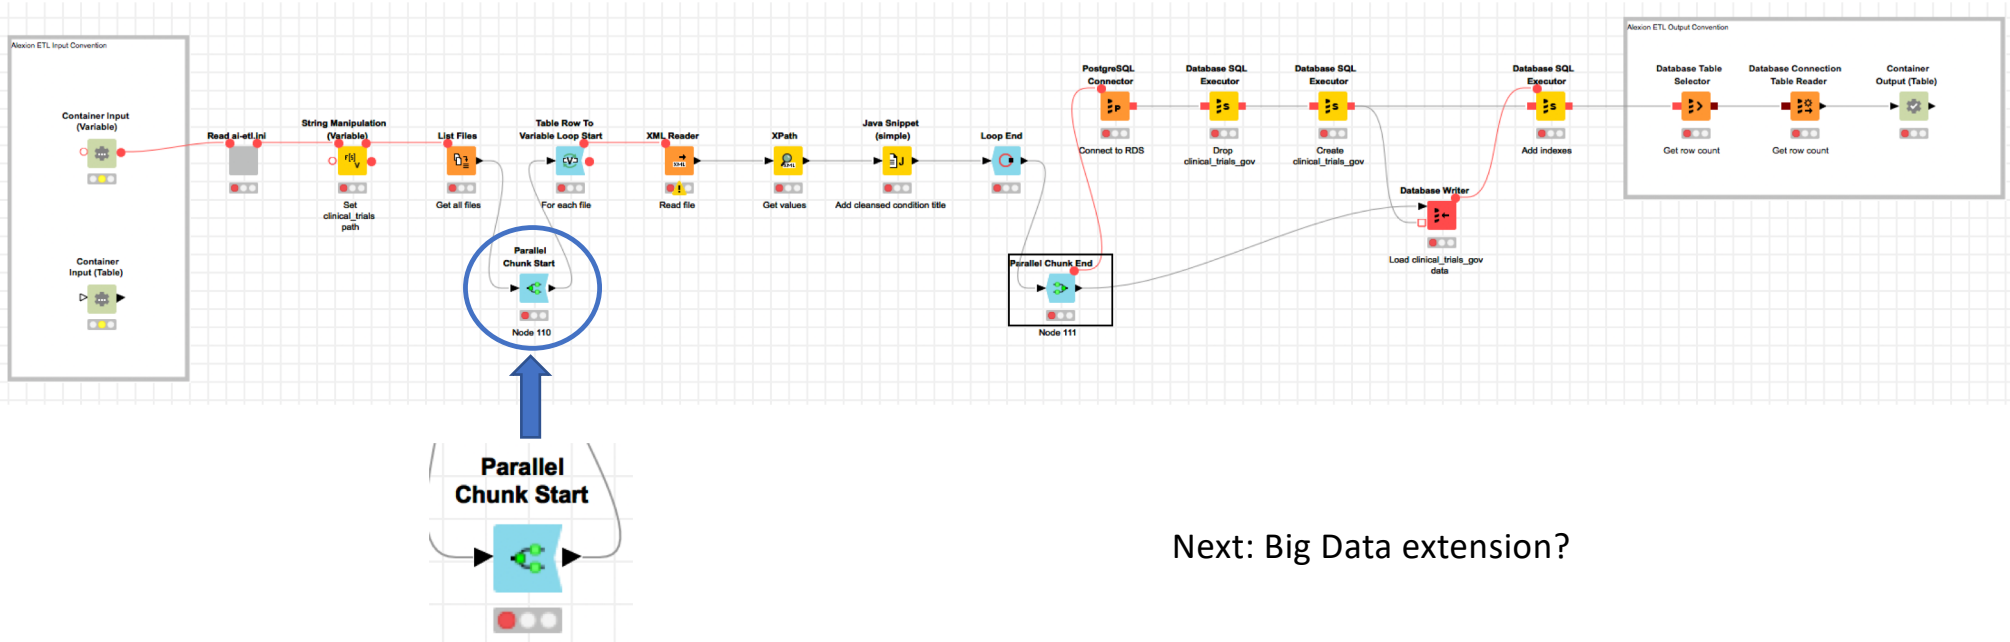 Alexion ETL Input Convention
Container Input
(Variable)
Container
Input (Table)
Read ai-etl.ini
String Manipulation
(Variable)
r[s]
v
Set
clinical_trials
path
List Files
Get all files
Parallel
Chunk Start
Node 110
Table Row To
Variable Loop Start
For each file
XML Reader
XML
Read file
XPath
XML
Get values
Java Snippet
(simple)
J
Add cleansed condition title
Loop End
Parallel Chunk End
Node 111
PostgreSQL
Connector
P
Connect to RDS
Database SQL
Executor
S
Drop
clinical_trials_gov
Database SQL
Executor
S
Create
clinical_trials_gov
Database Writer
Load clinical_trials_gov
data
Database SQL
Executor
S
Add indexes
Alexion ETL Output Convention
Database Table
Selector
Get row count
Database Connection
Table Reader
Get row count
Container
Output (Table)
Parallel
Chunk Start
Next: Big Data extension?